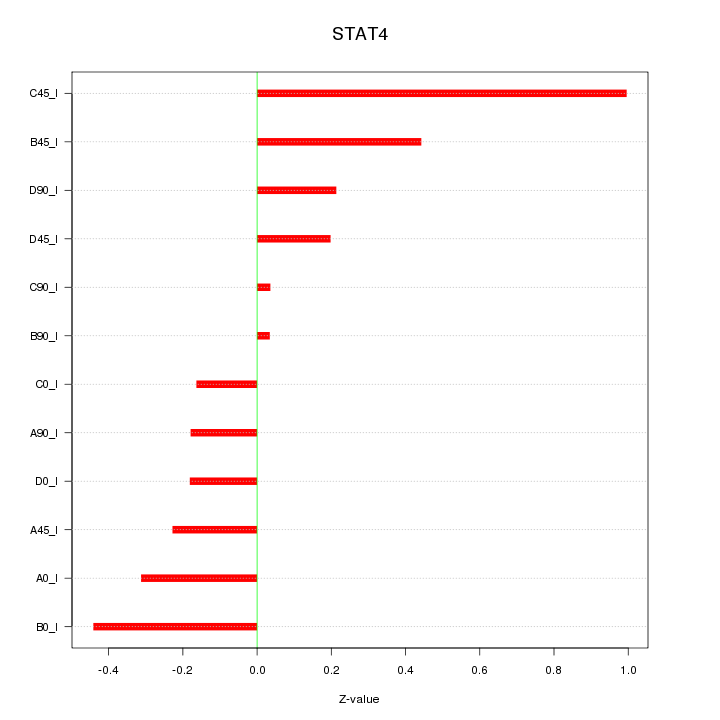 STAT4
C45_I
B45_I
D90_I
D45_I
C90_I
B90_I
C0_I
A90_I
D0_I
A45_I
A0_I
B0_I
-0.4 -0.2 0.0 0.2 0.4 0.6 0.8 1.0
Z-value